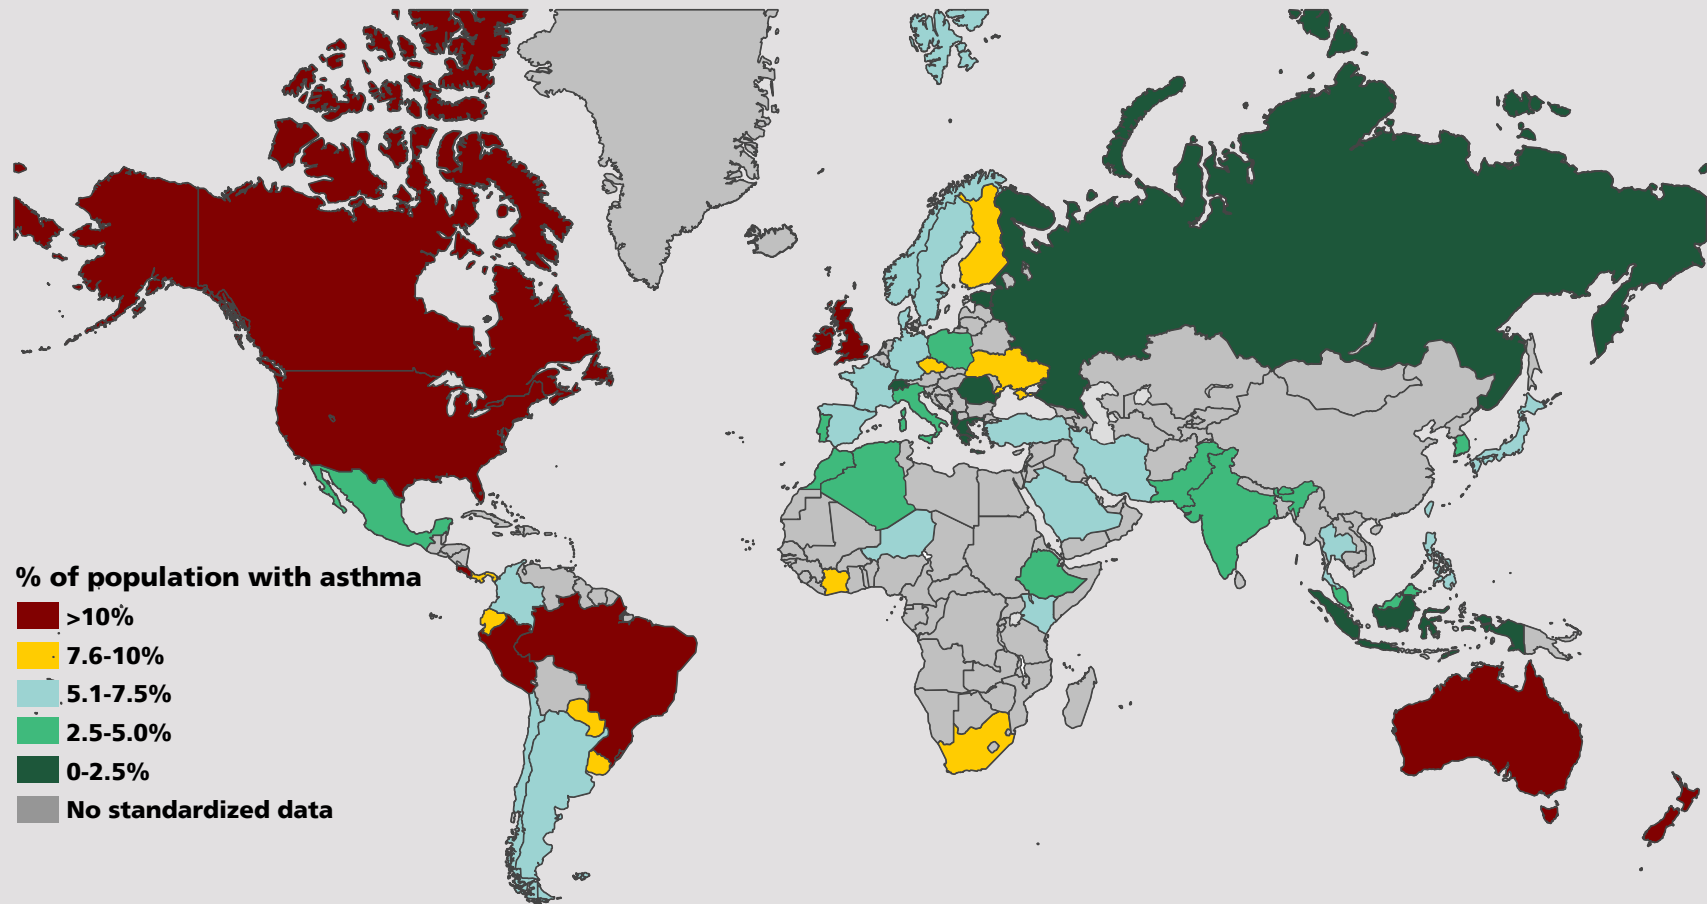 % of population with asthma
>10%
7.6-10%
5.1-7.5%
2.5-5.0%
0-2.5%
No standardized data